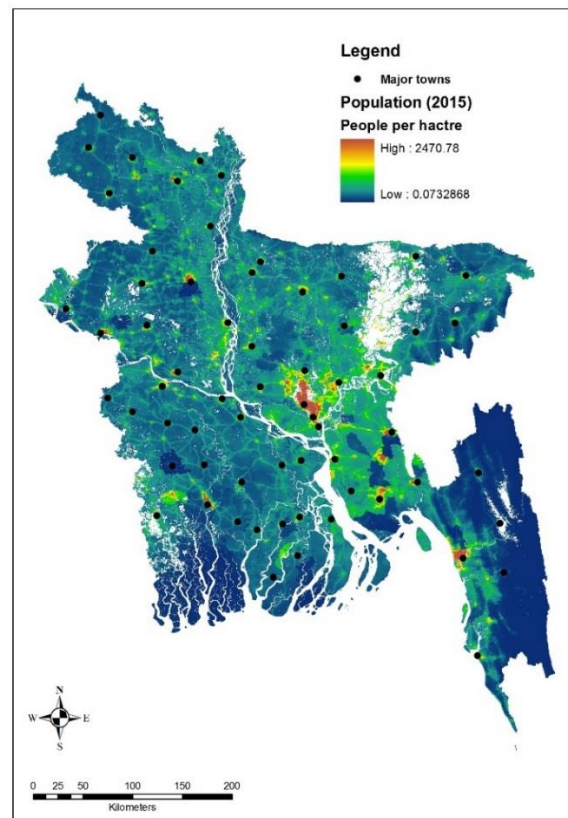 Legend
Major towns
Population (2015)
People per hactre
High : 2470.78
Low : 0.0732868
N
W E
S
0 25 50 100 150 200
Kilometers